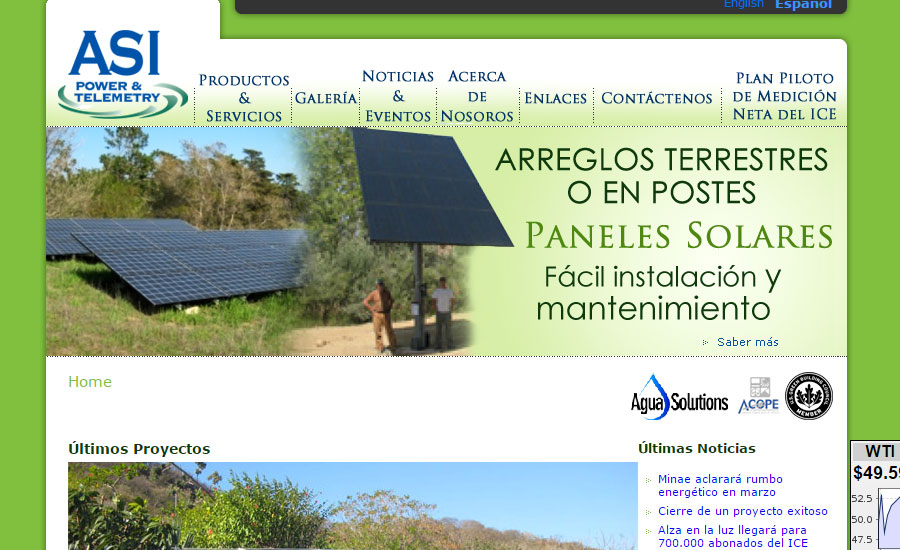 English Español
ASI
POWER &
TELEMETRY
PRODUCTOS
&
SERVICIOS
GALERÍA
NOTICIAS
&
EVENTOS
ACERCA
DE
NOSOROS
ENLACES
CONTÁCTENOS
PLAN PILOTO
DE MEDICIÓN
NETA DEL ICE
ARREGLOS TERRESTRES
O EN POSTES
PANELES SOLARES
Fácil instalación y
mantenimiento
Saber más
Home
Agua Solutions
ACOPE
U.S. GREEN BUILDING COUNCIL
MEMBER
Últimos Proyectos
Últimas Noticias
Minae aclarará rumbo
energético en marzo
Cierre de un proyecto exitoso
Alza en la luz llegará para
700.000 abonados del ICE
WTI
$49.59
52.5
50.0
47.5